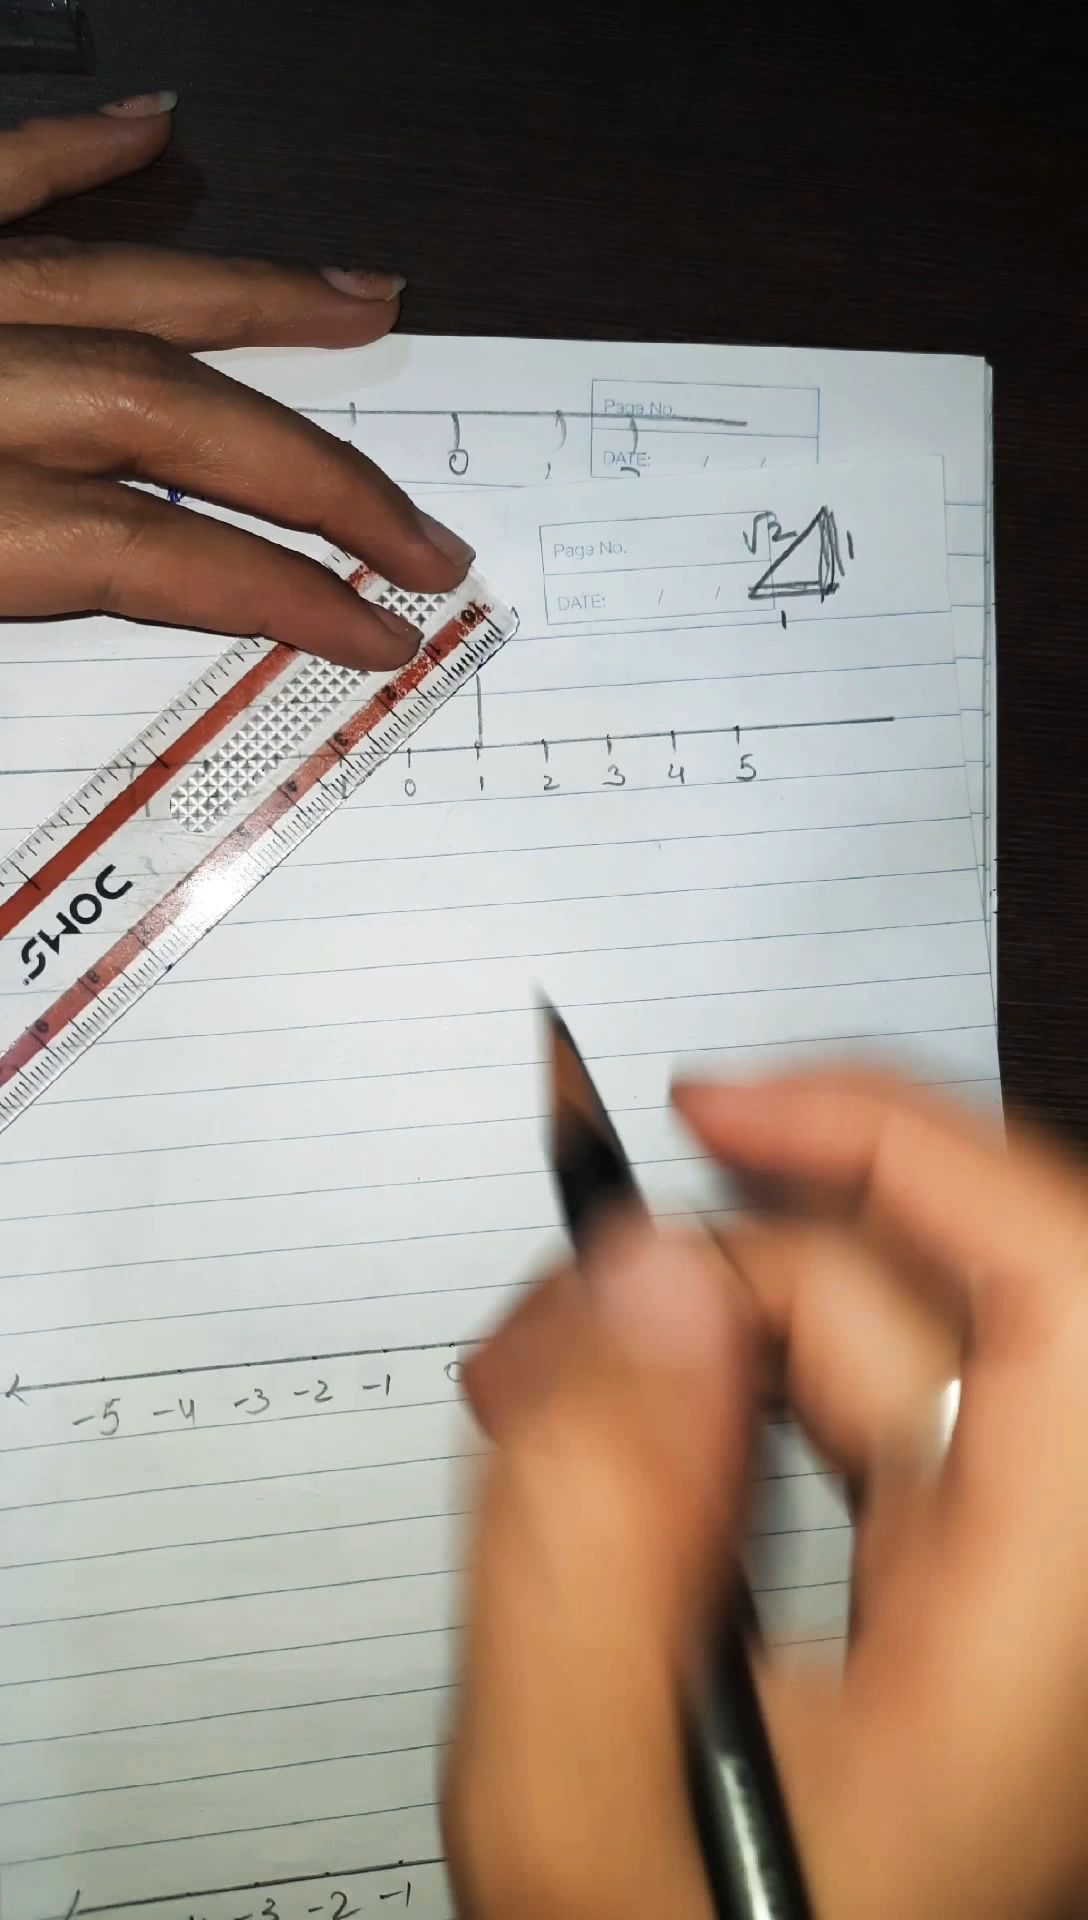 Page No.
0 ,
DATE: / /
√2 1
Page No.
DATE: / /
1
0 1 2 3 4 5
DOMS
-5 -4 -3 -2 -1 0
-3 -2 -1